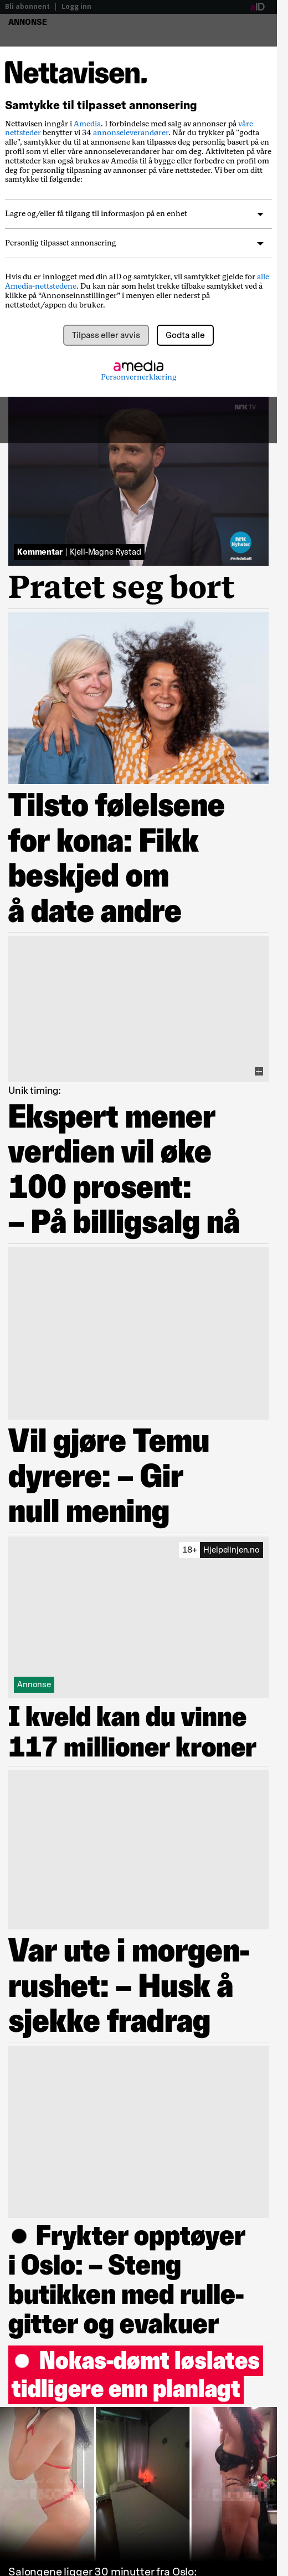 Bli abonnent | Logg inn
aID
ANNONSE
Nettavisen.
Samtykke til tilpasset annonsering
Nettavisen inngår i Amedia. I forbindelse med salg av annonser på våre
nettsteder benytter vi 34 annonseleverandører. Når du trykker på "godta
alle", samtykker du til at annonsene kan tilpasses deg personlig basert på en
profil som vi eller våre annonseleverandører har om deg. Aktiviteten på våre
nettsteder kan også brukes av Amedia til å bygge eller forbedre en profil om
deg for personlig tilpasning av annonser på våre nettsteder. Vi ber om ditt
samtykke til følgende:
Lagre og/eller få tilgang til informasjon på en enhet
Personlig tilpasset annonsering
Hvis du er innlogget med din aID og samtykker, vil samtykket gjelde for alle
Amedia-nettstedene. Du kan når som helst trekke tilbake samtykket ved å
klikke på "Annonseinnstillinger" i menyen eller nederst på
nettstedet/appen du bruker.
Tilpass eller avvis
Godta alle
amedia
Personvernerklæring
NRK TV
NRK
Nyheter
#nrkdebatt
Kommentar | Kjell-Magne Rystad
Pratet seg bort
Tilsto følelsene
for kona: Fikk
beskjed om
å date andre
Unik timing:
Ekspert mener
verdien vil øke
100 prosent:
– På billigsalg nå
Vil gjøre Temu
dyrere: – Gir
null mening
18+ Hjelpelinjen.no
Annonse
I kveld kan du vinne
117 millioner kroner
Var ute i morgen-
rushet: – Husk å
sjekke fradrag
● Frykter opptøyer
i Oslo: – Steng
butikken med rulle-
gitter og evakuer
● Nokas-dømt løslates
tidligere enn planlagt
Salongene ligger 30 minutter fra Oslo: